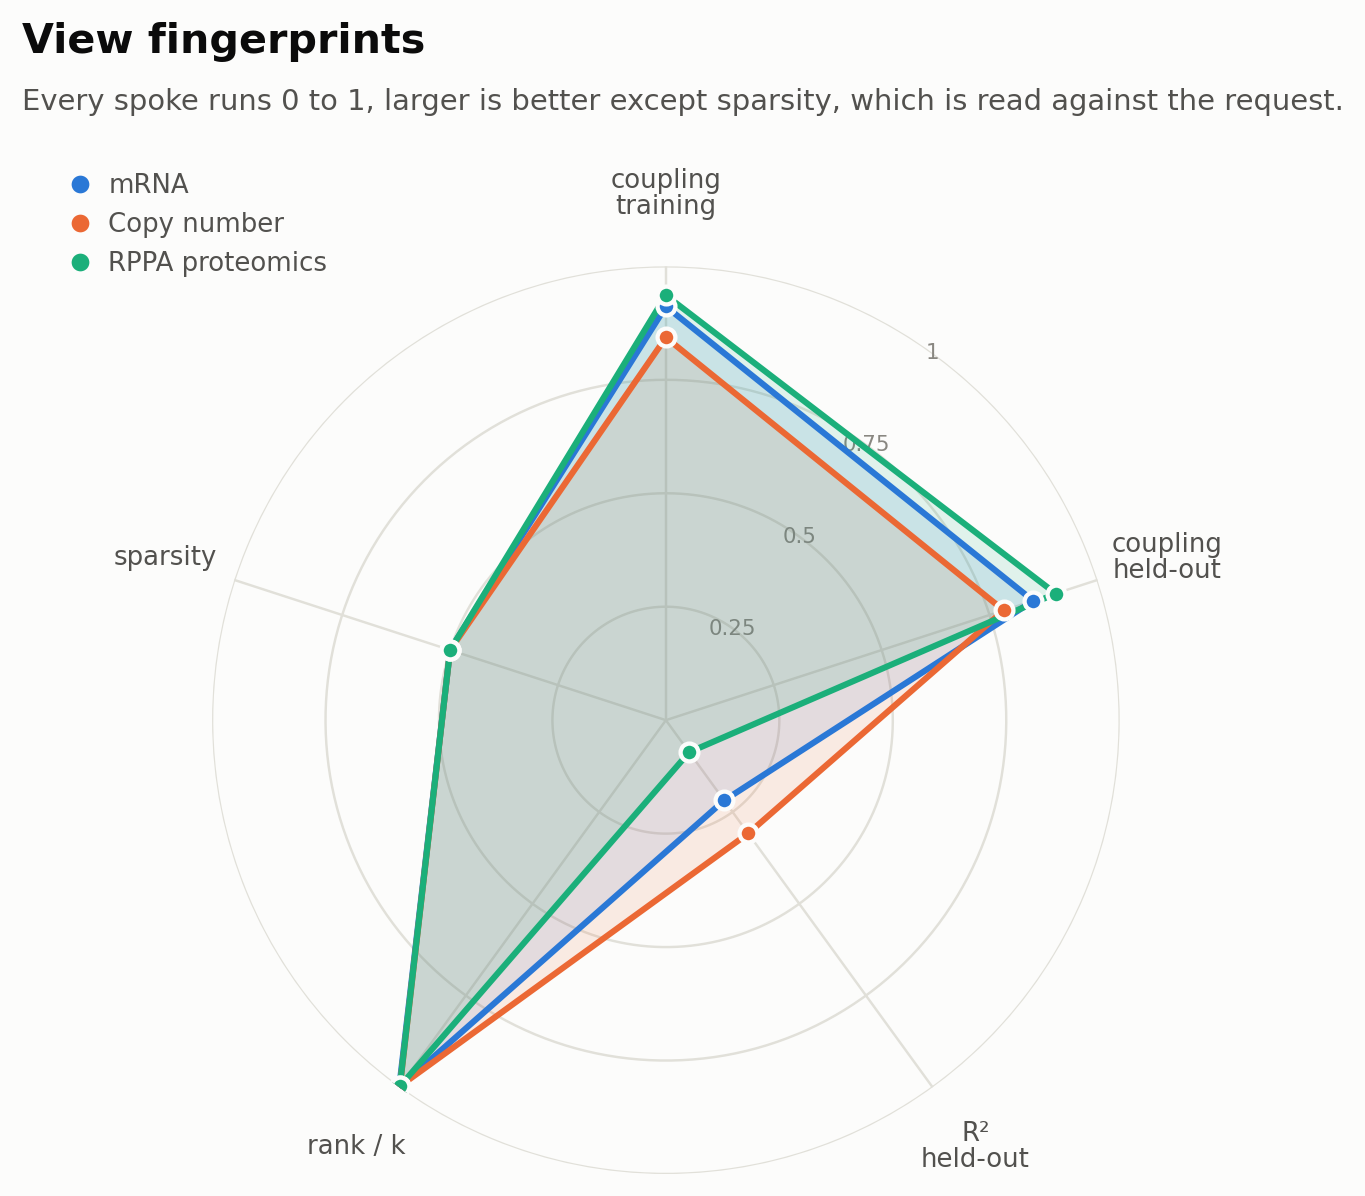 View fingerprints
Every spoke runs 0 to 1, larger is better except sparsity, which is read against the request.
mRNA
Copy number
RPPA proteomics
coupling
training
1
0.75
0.5
0.25
coupling
held-out
sparsity
rank / k
R²
held-out